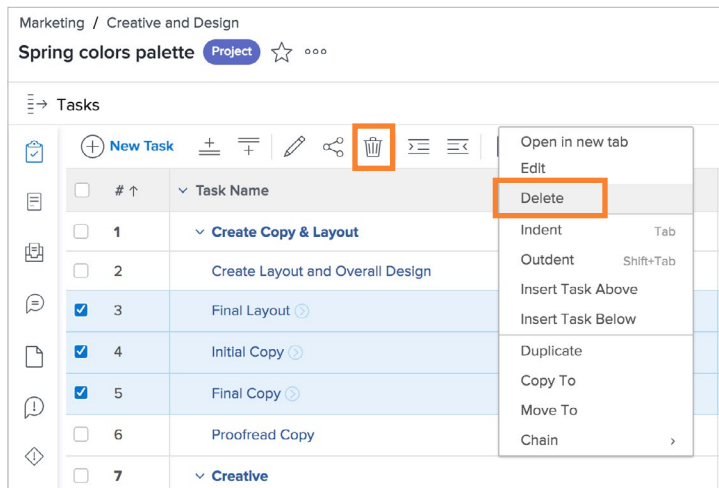 Marketing / Creative and Design
Spring colors palette Project
Tasks
New Task
# ↑ Task Name
1 Create Copy & Layout
2 Create Layout and Overall Design
3 Final Layout
4 Initial Copy
5 Final Copy
6 Proofread Copy
7 Creative
Open in new tab
Edit
Delete
Indent Tab
Outdent Shift+Tab
Insert Task Above
Insert Task Below
Duplicate
Copy To
Move To
Chain